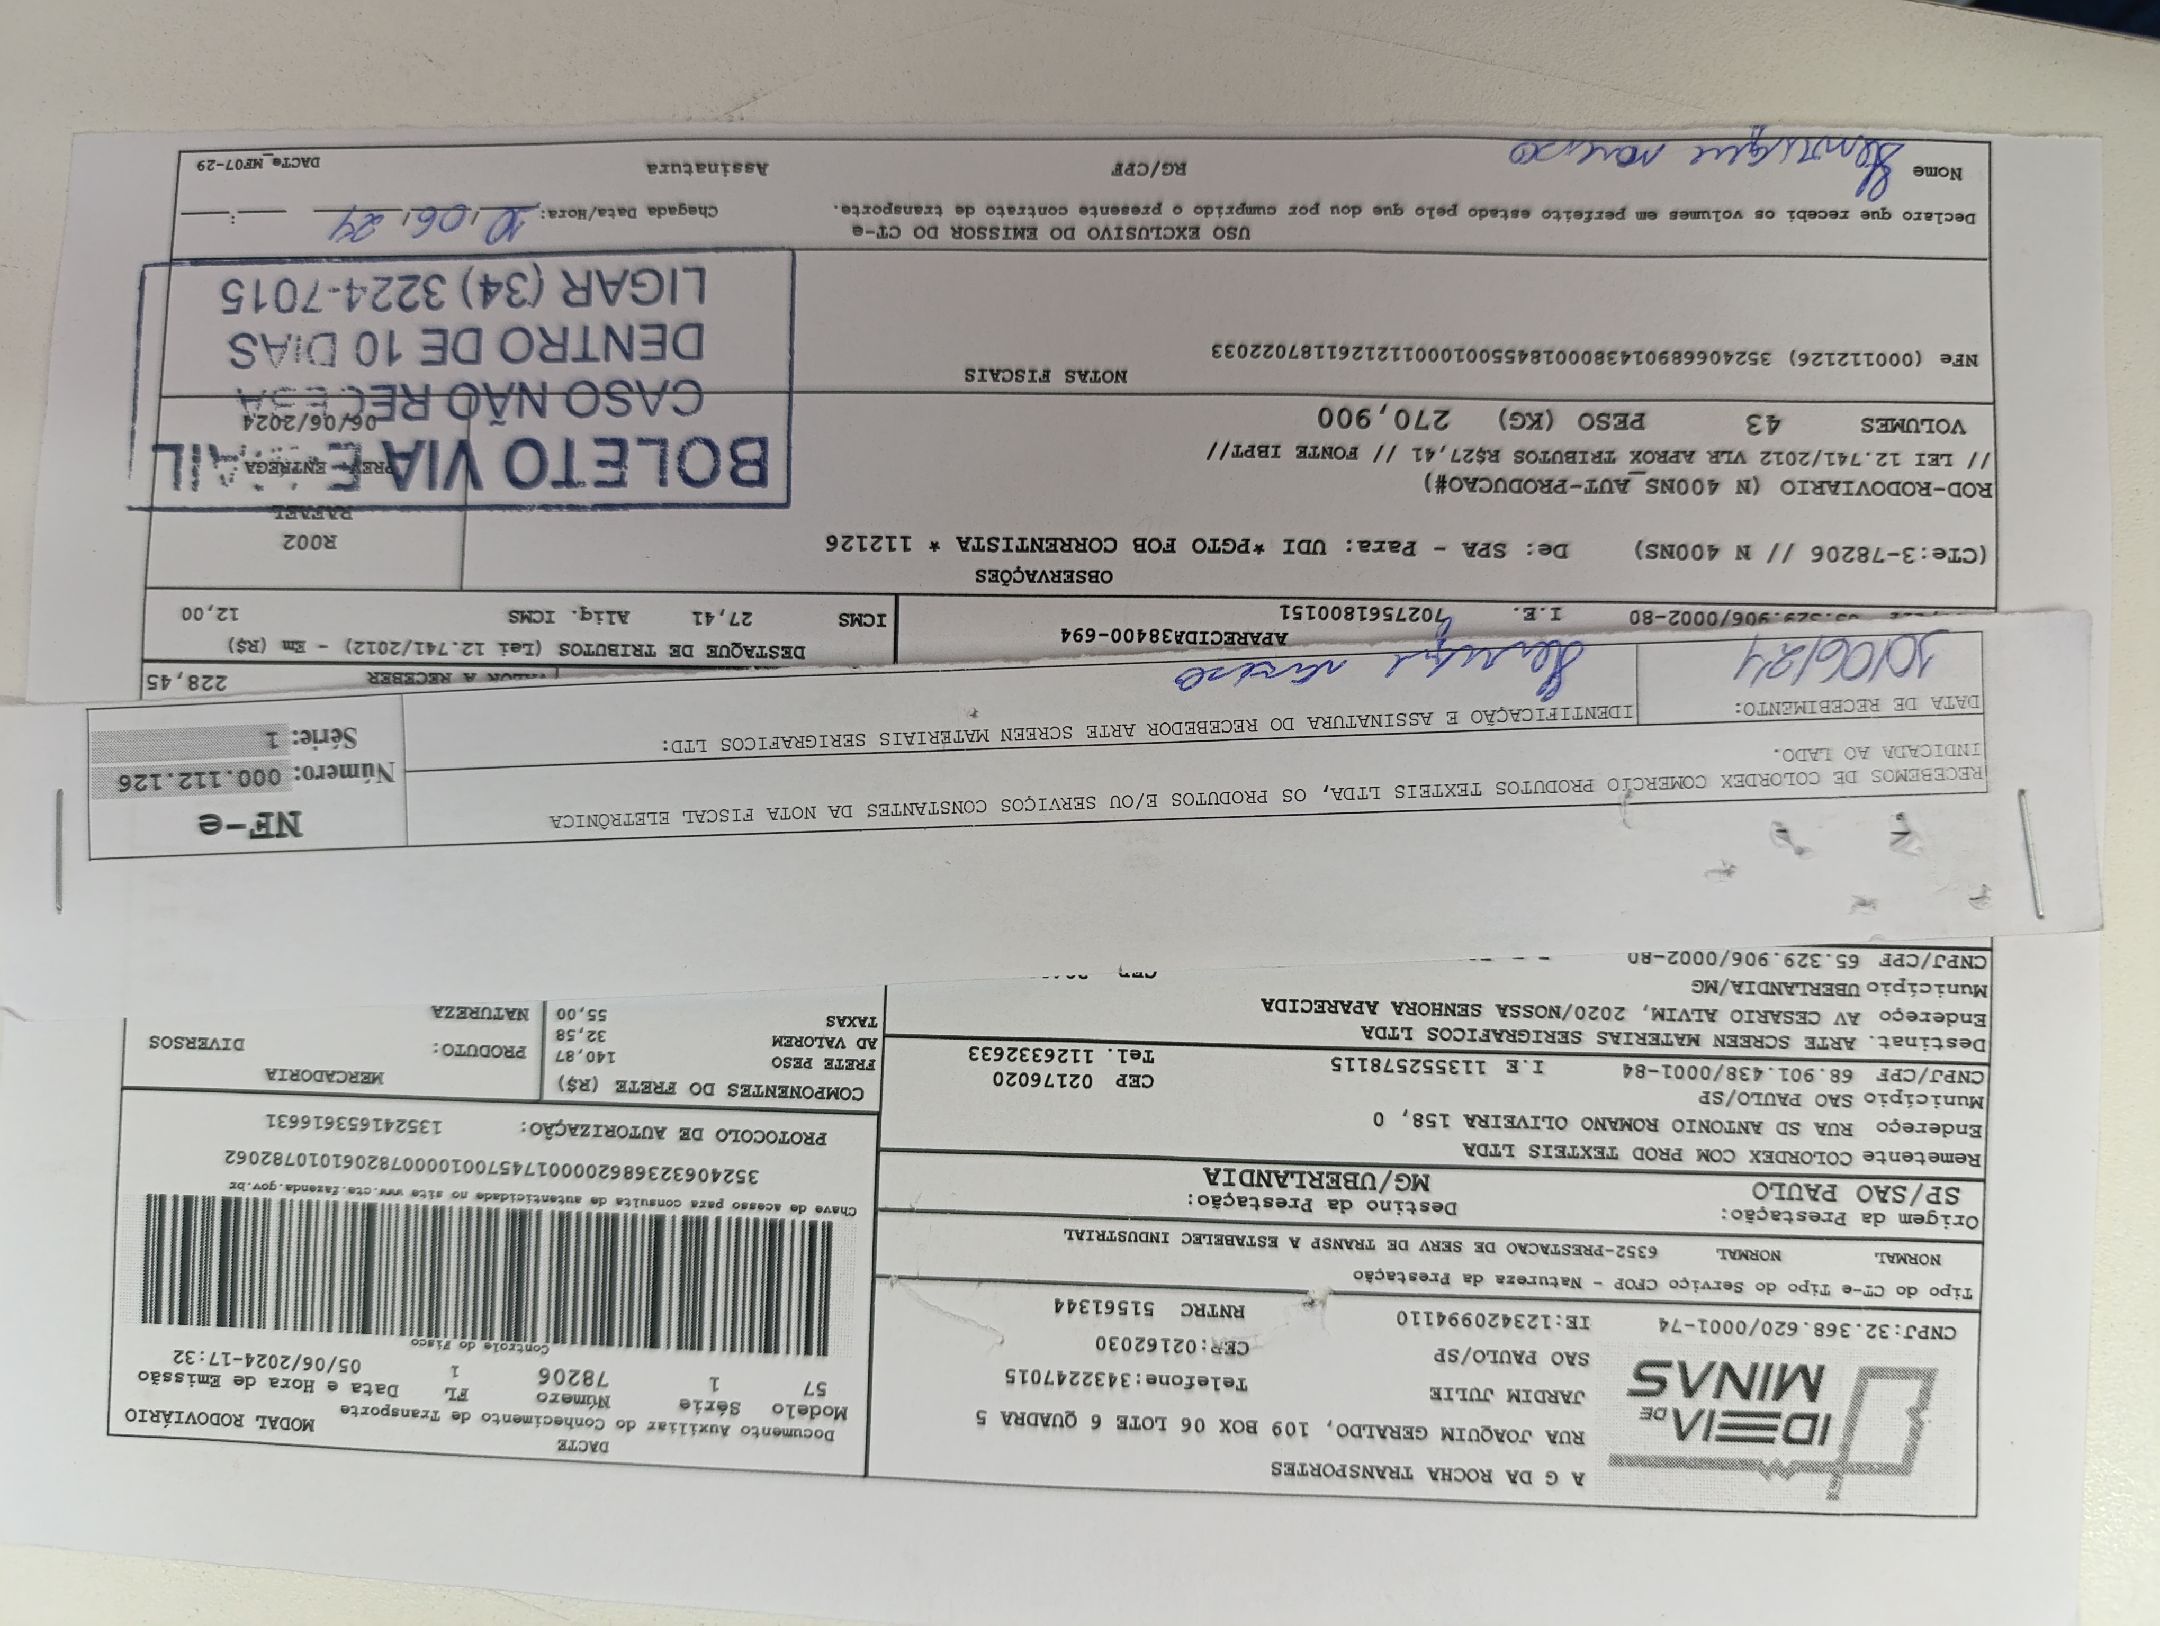 IDEIA DE MINAS
A G DA ROCHA TRANSPORTES
RUA JOAQUIM GERALDO, 109 BOX 06 LOTE 6 QUADRA 5
JARDIM JULIE Telefone:3432247015
SAO PAULO/SP CEP:02162030
CNPJ:32.368.620/0001-74 IE:123420994110 RNTRC 51561344
DACTE
Documento Auxiliar do Conhecimento de Transporte MODAL RODOVIÁRIO
Modelo Série Número FL Data e Hora de Emissão
57 1 78206 1 05/06/2024-17:32
Controle do Fisco
Chave de acesso para consulta de autenticidade no site www.cte.fazenda.gov.br
35240632368620000174570010000782061010782062
PROTOCOLO DE AUTORIZAÇÃO: 135241653616631
Tipo do CT-e Tipo do Serviço CFOP - Natureza da Prestação
NORMAL NORMAL 6352-PRESTACAO DE SERV DE TRANSP A ESTABELEC INDUSTRIAL
Origem da Prestação: Destino da Prestação:
SP/SAO PAULO MG/UBERLANDIA
Remetente COLORDEX COM PROD TEXTEIS LTDA
Endereço RUA SD ANTONIO ROMANO OLIVEIRA 158, 0
Município SAO PAULO/SP CEP 02176020
CNPJ/CPF 68.901.438/0001-84 I.E 113552578115 Tel. 1126332633
Destinat. ARTE SCREEN MATERIAS SERIGRAFICOS LTDA
Endereço AV CESARIO ALVIM, 2020/NOSSA SENHORA APARECIDA
Município UBERLANDIA/MG
CNPJ/CPF 65.329.906/0002-80
COMPONENTES DO FRETE (R$) MERCADORIA
FRETE PESO 140,87 PRODUTO: DIVERSOS
AD VALOREM 32,58
TAXAS 55,00 NATUREZA
NF-e
Número: 000.112.126
Série: 1
RECEBEMOS DE COLORDEX COMERCIO PRODUTOS TEXTEIS LTDA, OS PRODUTOS E/OU SERVIÇOS CONSTANTES DA NOTA FISCAL ELETRÔNICA
INDICADA AO LADO.
DATA DE RECEBIMENTO: IDENTIFICAÇÃO E ASSINATURA DO RECEBEDOR ARTE SCREEN MATERIAIS SERIGRAFICOS LTD:
10/06/24
VALOR A RECEBER 228,45
APARECIDA38400-694
65.329.906/0002-80 I.E. 7027561800151
DESTAQUE DE TRIBUTOS (Lei 12.741/2012) - Em (R$)
ICMS 27,41 Aliq. ICMS 12,00
OBSERVAÇÕES
(CTe:3-78206 // N 400NS) De: SPA - Para: UDI *PGTO FOB CORRENTISTA * 112126
ROD-RODOVIARIO (N 400NS_AUT-PRODUCAO#)
// LEI 12.741/2012 VLR APROX TRIBUTOS R$27,41 // FONTE IBPT//
R002
RAFAEL
PREV. ENTREGA
06/06/2024
VOLUMES 43 PESO (KG) 270,900
NOTAS FISCAIS
NFe (000112126) 35240668901438000184550010001121261187022033
BOLETO VIA E-MAIL
CASO NÃO RECEBA
DENTRO DE 10 DIAS
LIGAR (34) 3224-7015
USO EXCLUSIVO DO EMISSOR DO CT-e
Declaro que recebi os volumes em perfeito estado pelo que dou por cumprido o presente contrato de transporte.
Chegada Data/Hora: 10,06,24
Nome RG/CPF Assinatura
DACTe_MF07-29